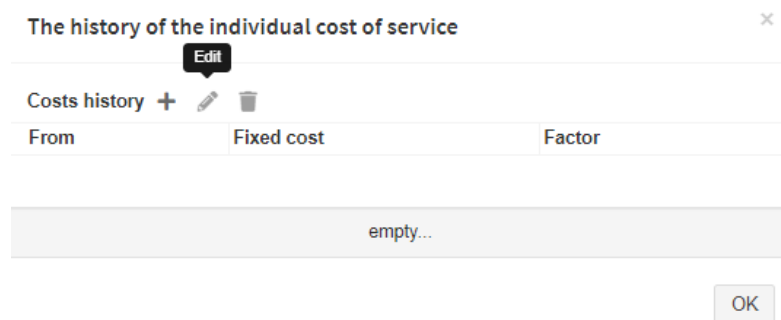 The history of the individual cost of service
×
Edit
Costs history
From Fixed cost Factor
empty...
OK